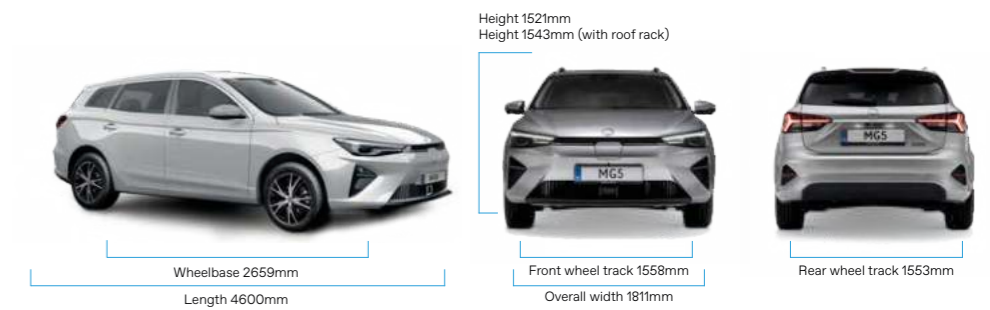 Height 1521mm
Height 1543mm (with roof rack)
MG5
MG5
Wheelbase 2659mm
Front wheel track 1558mm
Rear wheel track 1553mm
Length 4600mm
Overall width 1811mm